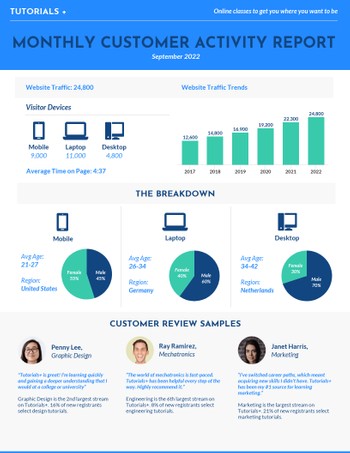 TUTORIALS +
Online classes to get you where you want to be
MONTHLY CUSTOMER ACTIVITY REPORT
September 2022
Website Traffic: 24,800
Visitor Devices
Mobile
9,000
Laptop
11,000
Desktop
4,800
Average Time on Page: 4:37
Website Traffic Trends
12,600
14,800
16,900
19,200
22,300
24,800
2017
2018
2019
2020
2021
2022
THE BREAKDOWN
Mobile
Avg Age:
21-27
Region:
United States
Female
55%
Male
45%
Laptop
Avg Age:
26-34
Region:
Germany
Female
40%
Male
60%
Desktop
Avg Age:
34-42
Region:
Netherlands
Female
30%
Male
70%
CUSTOMER REVIEW SAMPLES
Penny Lee,
Graphic Design
"Tutorials+ is great! I'm learning quickly
and gaining a deeper understanding that I
would at a college or university"
Graphic Design is the 2nd largest stream
on Tutorials+. 16% of new registrants
select design tutorials.
Ray Ramirez,
Mechatronics
"The world of mechatronics is fast paced.
Tutorials+ has been helpful every step of the
way. Highly recommend it."
Engineering is the 6th largest stream on
Tutorials+. 8% of new registrants select
engineering tutorials.
Janet Harris,
Marketing
"I've switched career paths, which meant
acquiring new skills I didn't have. Tutorials+
has been my #1 source for learning
marketing."
Marketing is the largest stream on
Tutorials+. 21% of new registrants select
marketing tutorials.